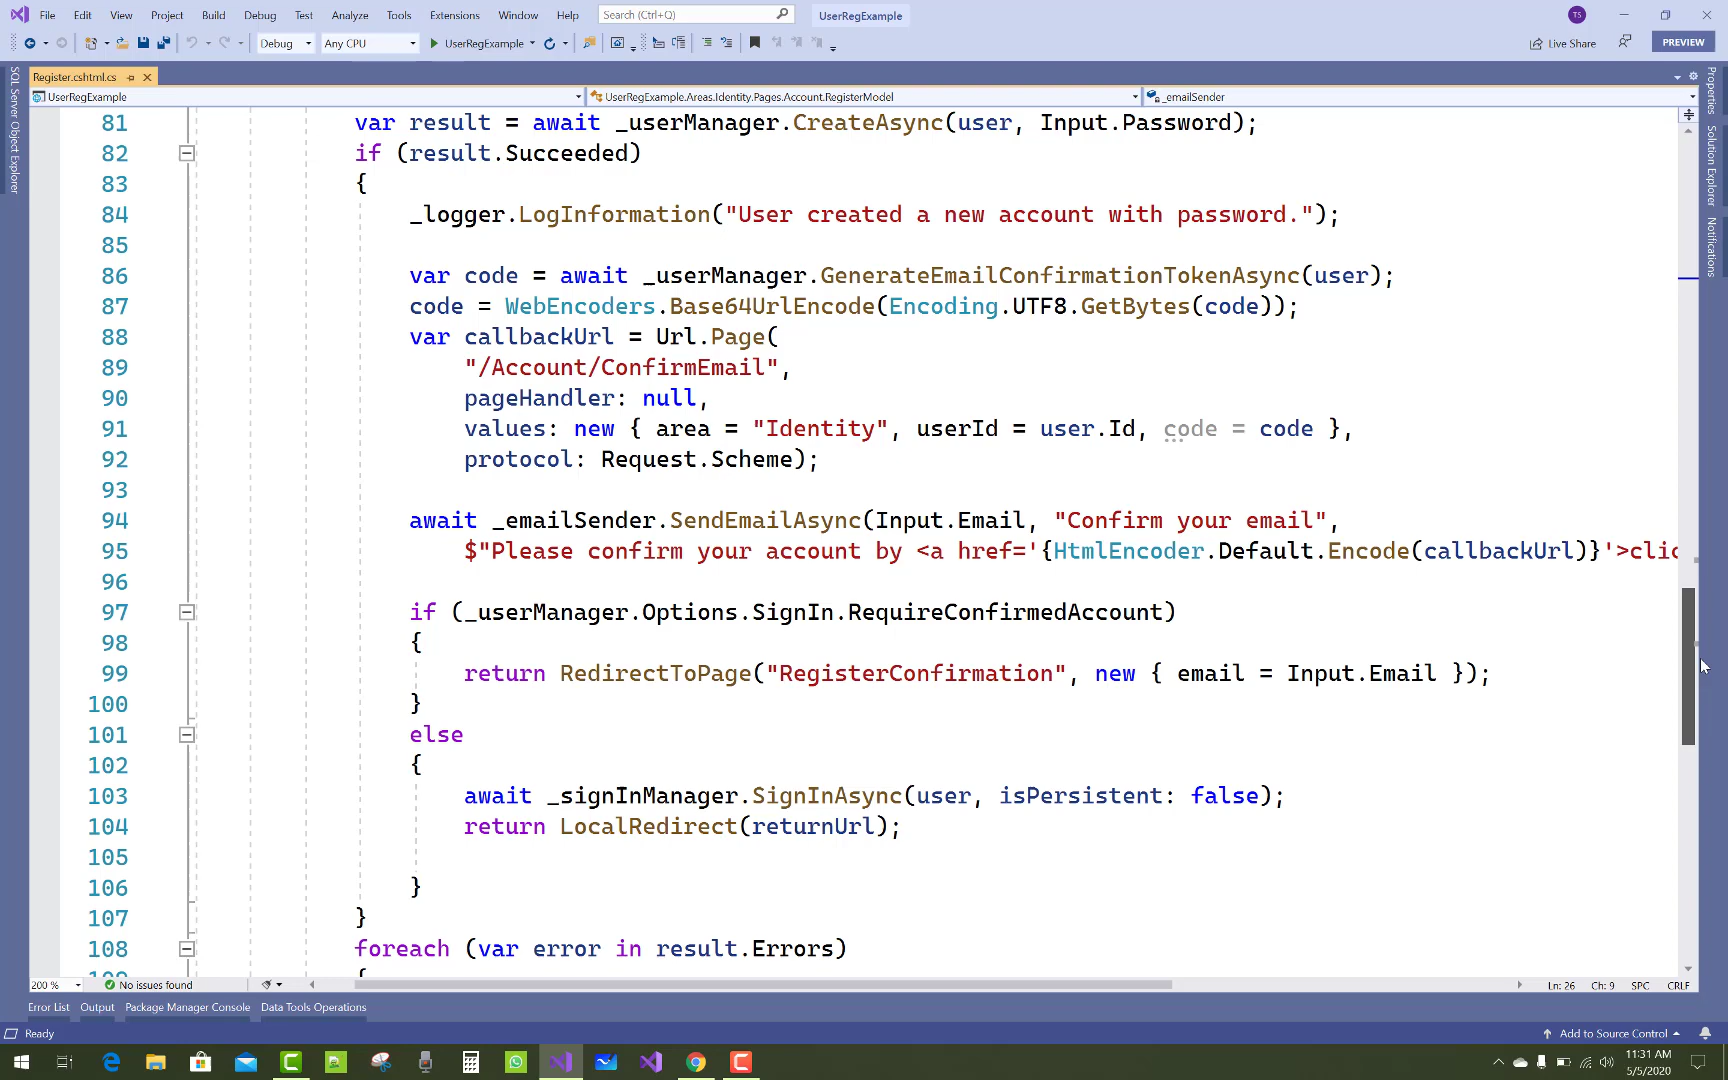 File Edit View Project Build Debug Test Analyze Tools Extensions Window Help Search (Ctrl+Q) UserRegExample TS
Debug Any CPU UserRegExample Live Share PREVIEW
Register.cshtml.cs
UserRegExample UserRegExample.Areas.Identity.Pages.Account.RegisterModel _emailSender
SQL Server Object Explorer
Properties
Solution Explorer
Notifications
81 var result = await _userManager.CreateAsync(user, Input.Password);
82 if (result.Succeeded)
83 {
84 _logger.LogInformation("User created a new account with password.");
85
86 var code = await _userManager.GenerateEmailConfirmationTokenAsync(user);
87 code = WebEncoders.Base64UrlEncode(Encoding.UTF8.GetBytes(code));
88 var callbackUrl = Url.Page(
89 "/Account/ConfirmEmail",
90 pageHandler: null,
91 values: new { area = "Identity", userId = user.Id, code = code },
92 protocol: Request.Scheme);
93
94 await _emailSender.SendEmailAsync(Input.Email, "Confirm your email",
95 $"Please confirm your account by <a href='{HtmlEncoder.Default.Encode(callbackUrl)}'>clic
96
97 if (_userManager.Options.SignIn.RequireConfirmedAccount)
98 {
99 return RedirectToPage("RegisterConfirmation", new { email = Input.Email });
100 }
101 else
102 {
103 await _signInManager.SignInAsync(user, isPersistent: false);
104 return LocalRedirect(returnUrl);
105
106 }
107 }
108 foreach (var error in result.Errors)
109 {
200 % No issues found Ln: 26 Ch: 9 SPC CRLF
Error List Output Package Manager Console Data Tools Operations
Ready Add to Source Control
11:31 AM
5/5/2020